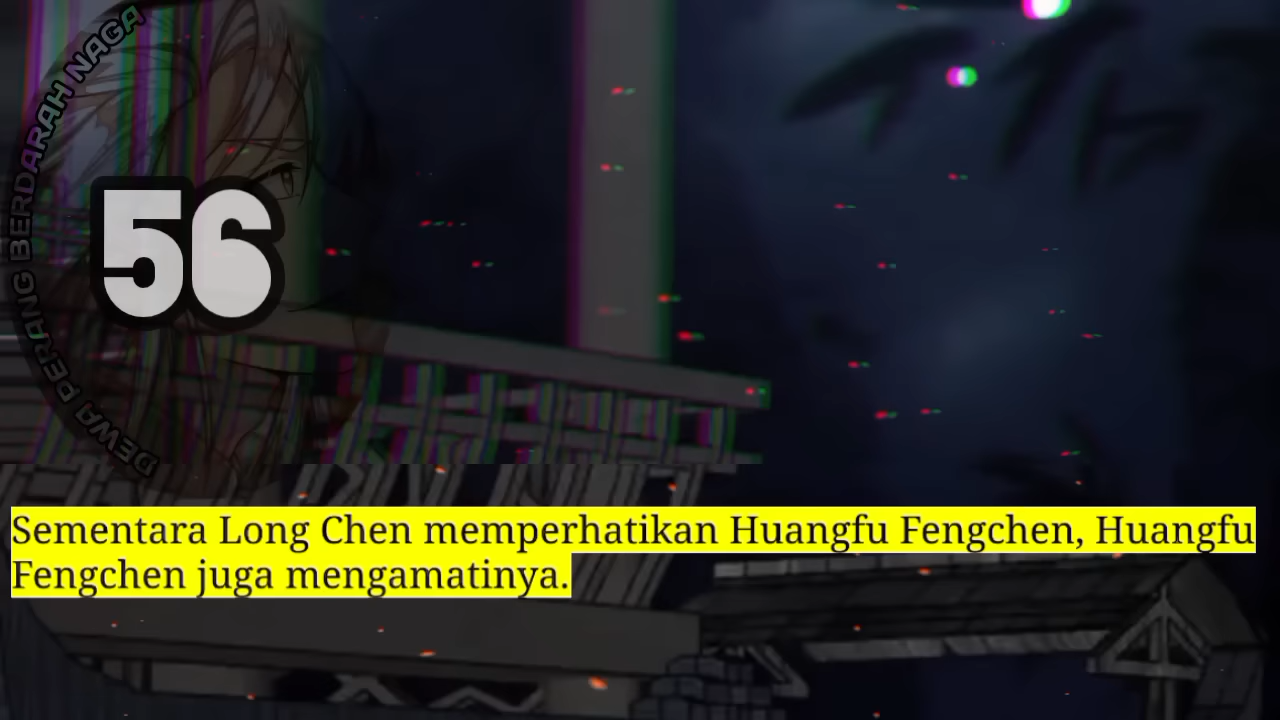 DEWA PERANG BERDARAH NAGA
56
Sementara Long Chen memperhatikan Huangfu Fengchen, Huangfu
Fengchen juga mengamatinya.